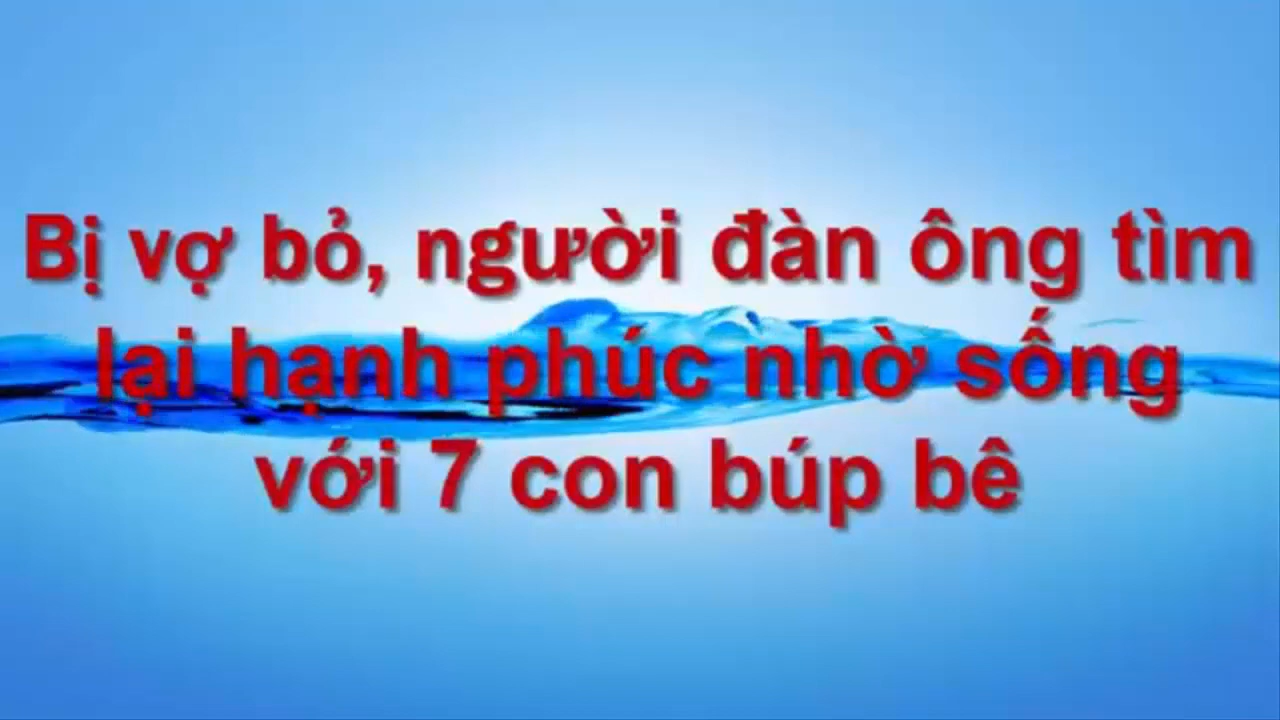 Bị vợ bỏ, người đàn ông tìm
lại hạnh phúc nhờ sống
với 7 con búp bê